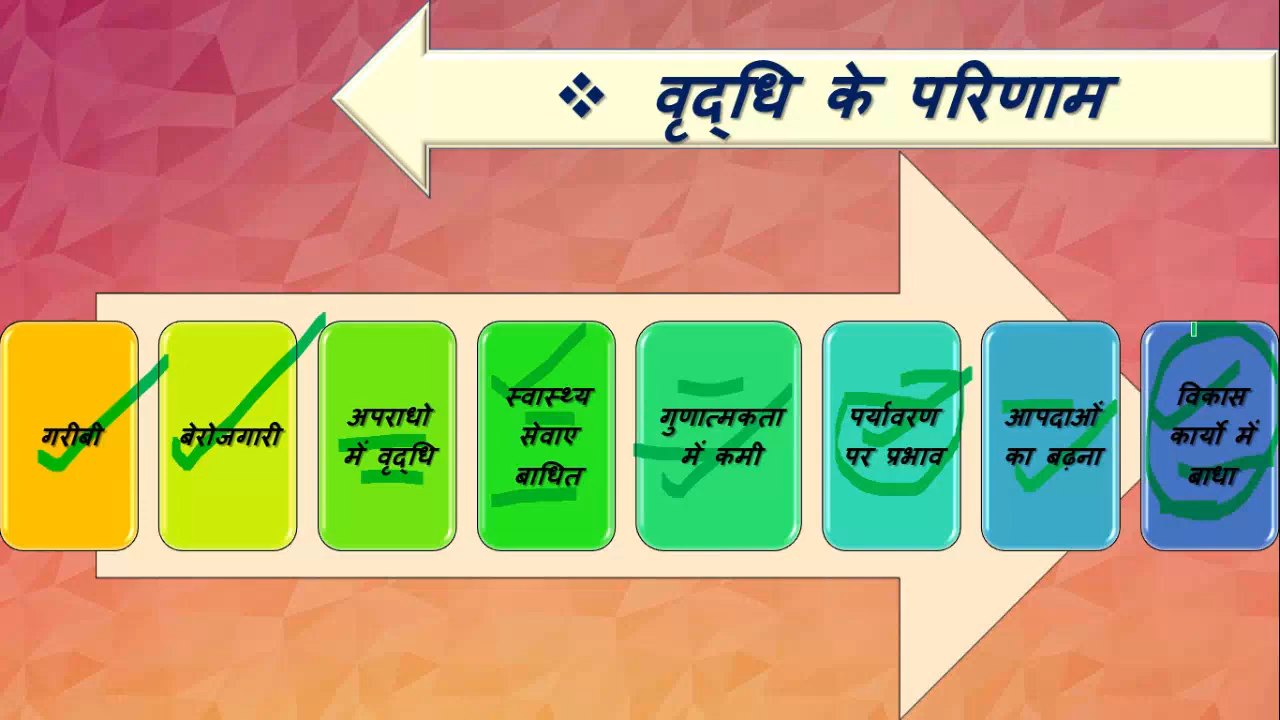 ❖ वृद्धि के परिणाम
गरीबी
बेरोजगारी
अपराधो
में वृद्धि
स्वास्थ्य
सेवाए
बाधित
गुणात्मकता
में कमी
पर्यावरण
पर प्रभाव
आपदाओं
का बढ़ना
विकास
कार्यो में
बाधा